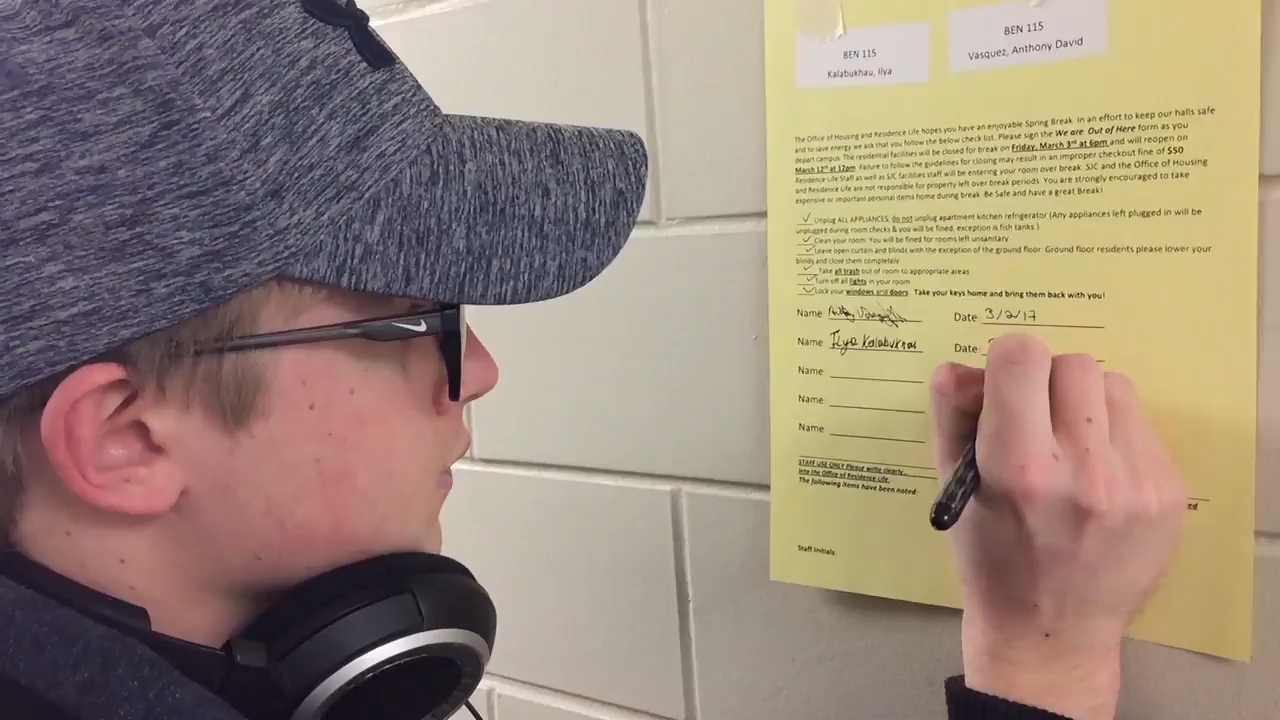 BEN 115
Kalabukhau, Ilya
BEN 115
Vasquez, Anthony David
The Office of Housing and Residence Life hopes you have an enjoyable Spring Break. In an effort to keep our halls safe
and to save energy we ask that you follow the below check list. Please sign the We are Out of Here form as you
depart campus. The residential facilities will be closed for break on Friday, March 3rd at 6pm and will reopen on
March 12th at 12pm. Failure to follow the guidelines for closing may result in an improper checkout fine of $50
Residence Life Staff as well as SJC facilities staff will be entering your room over break. SJC and the Office of Housing
and Residence Life are not responsible for property left over break periods. You are strongly encouraged to take
expensive or important personal items home during break. Be Safe and have a great Break!
✓ Unplug ALL APPLIANCES, do not unplug apartment kitchen refrigerator (Any appliances left plugged in will be
unplugged during room checks & you will be fined, exception is fish tanks.)
✓ Clean your room. You will be fined for rooms left unsanitary
✓ Leave open curtain and blinds with the exception of the ground floor. Ground floor residents please lower your
blinds and close them completely
✓ Take all trash out of room to appropriate areas
✓ Turn off all lights in your room
✓ Lock your windows and doors. Take your keys home and bring them back with you!
Name Date 3/2/17
Name Ilya Kalabukhau Date:
Name
Name
Name
STAFF USE ONLY Please write clearly
into the Office of Residence Life.
The following items have been noted:
Staff Initials: